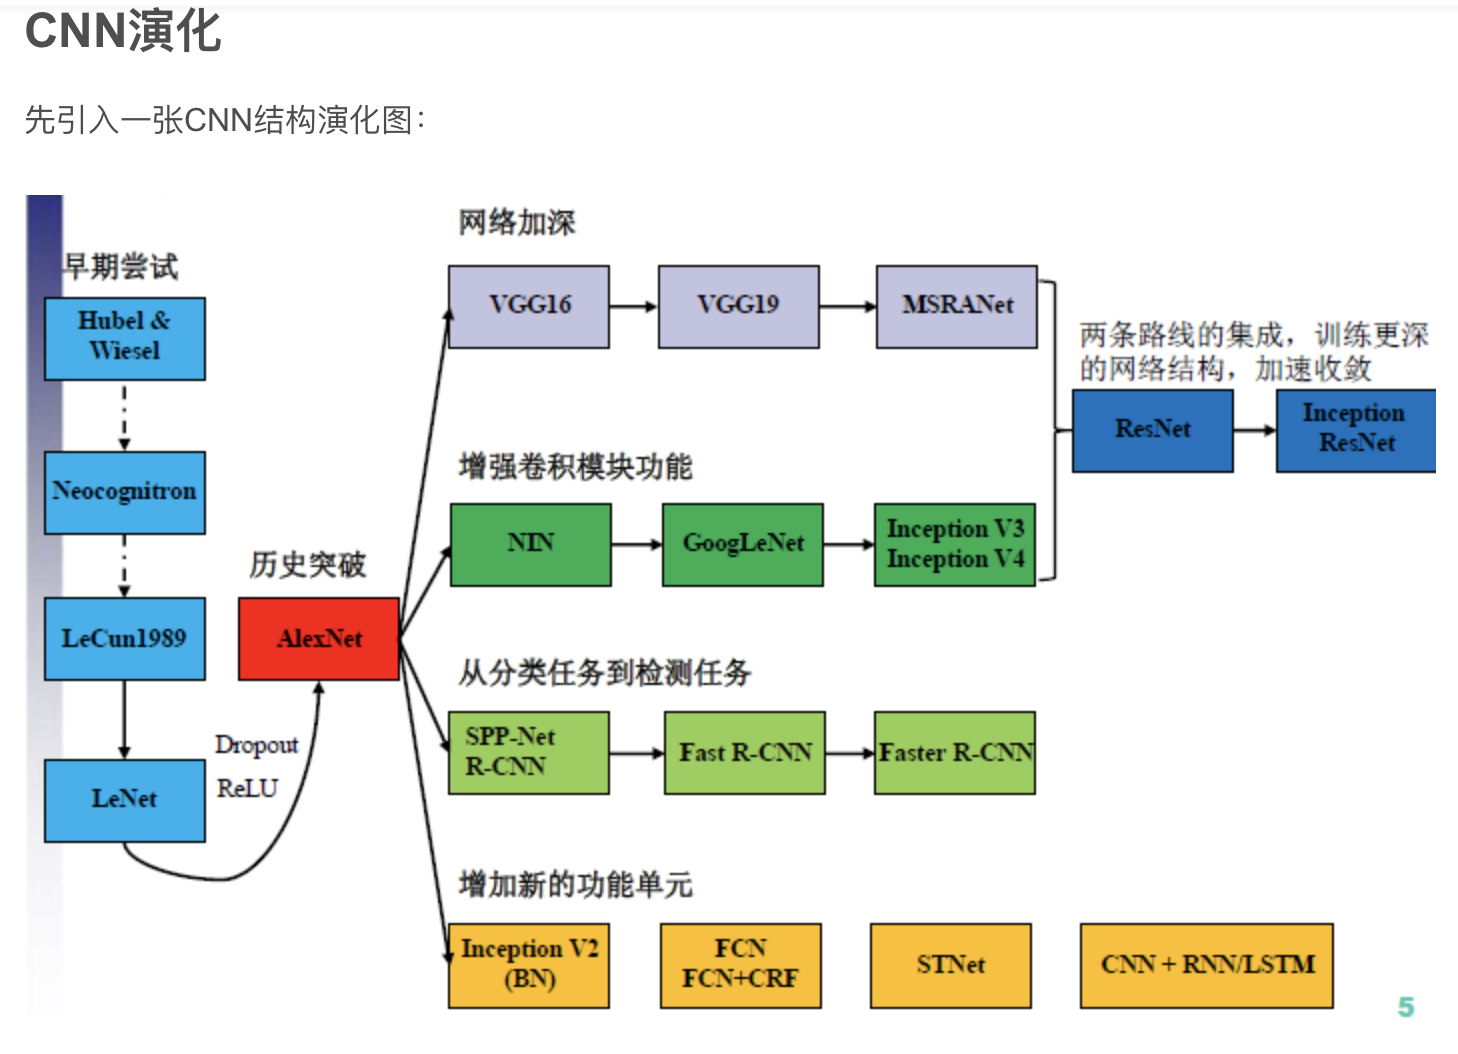 CNN演化
先引入一张CNN结构演化图：
早期尝试
Hubel &
Wiesel
Neocognitron
LeCun1989
LeNet
Dropout
ReLU
历史突破
AlexNet
网络加深
VGG16
VGG19
MSRANet
增强卷积模块功能
NIN
GoogLeNet
Inception V3
Inception V4
两条路线的集成，训练更深
的网络结构，加速收敛
ResNet
Inception
ResNet
从分类任务到检测任务
SPP-Net
R-CNN
Fast R-CNN
Faster R-CNN
增加新的功能单元
Inception V2
(BN)
FCN
FCN+CRF
STNet
CNN + RNN/LSTM
5